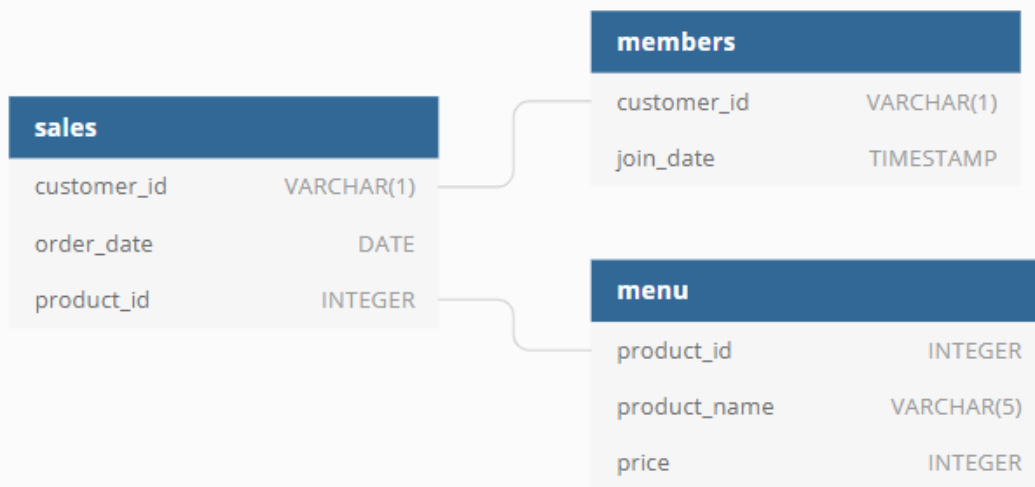 sales
customer_id VARCHAR(1)
order_date DATE
product_id INTEGER
members
customer_id VARCHAR(1)
join_date TIMESTAMP
menu
product_id INTEGER
product_name VARCHAR(5)
price INTEGER